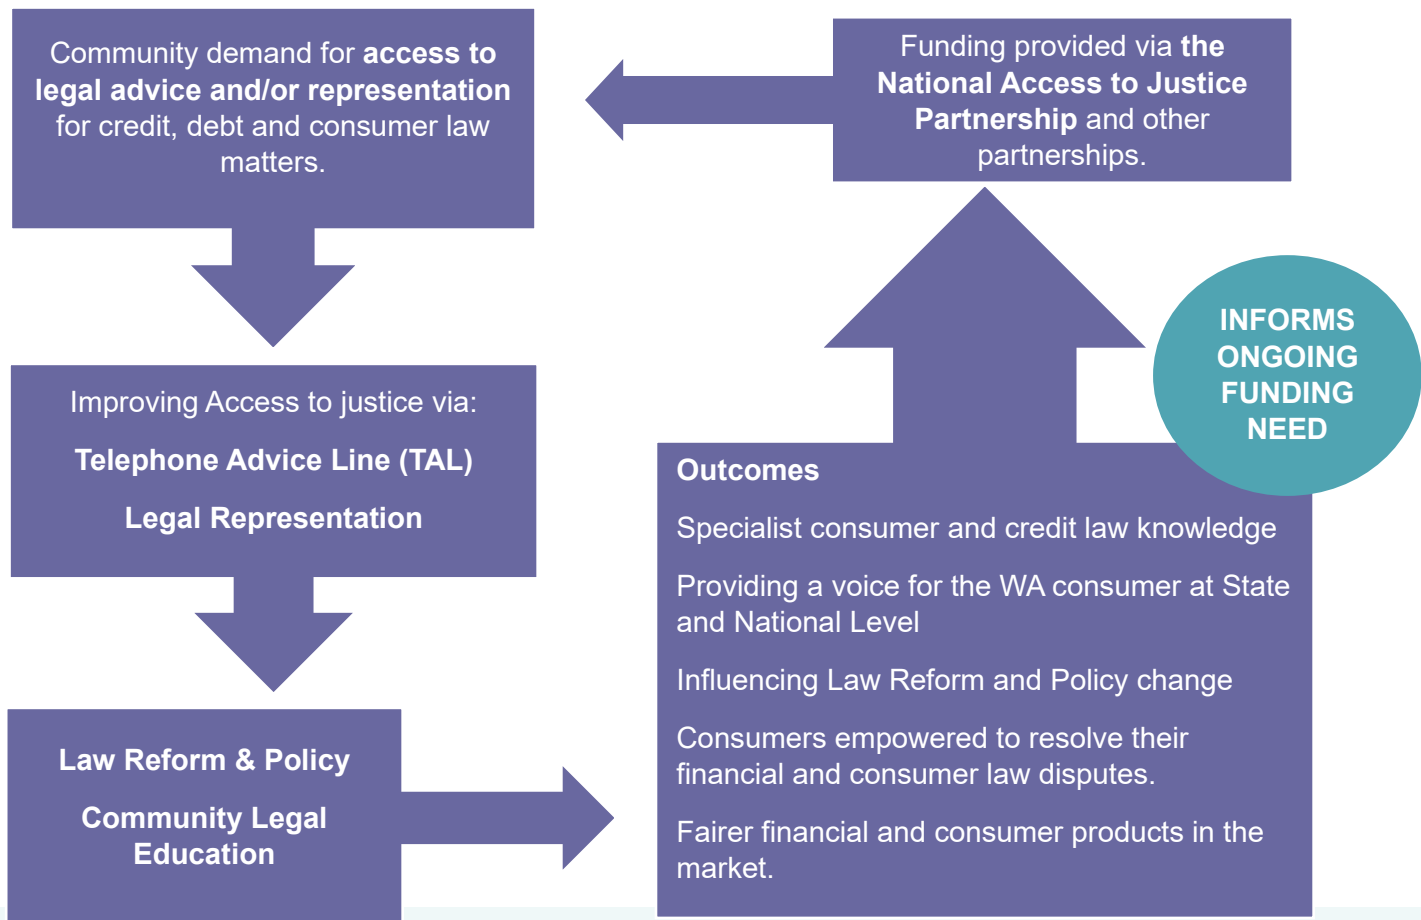 Community demand for access to
legal advice and/or representation
for credit, debt and consumer law
matters.
Funding provided via the
National Access to Justice
Partnership and other
partnerships.
Improving Access to justice via:
Telephone Advice Line (TAL)
Legal Representation
Law Reform & Policy
Community Legal
Education
Outcomes
Specialist consumer and credit law knowledge
Providing a voice for the WA consumer at State
and National Level
Influencing Law Reform and Policy change
Consumers empowered to resolve their
financial and consumer law disputes.
Fairer financial and consumer products in the
market.
INFORMS
ONGOING
FUNDING
NEED